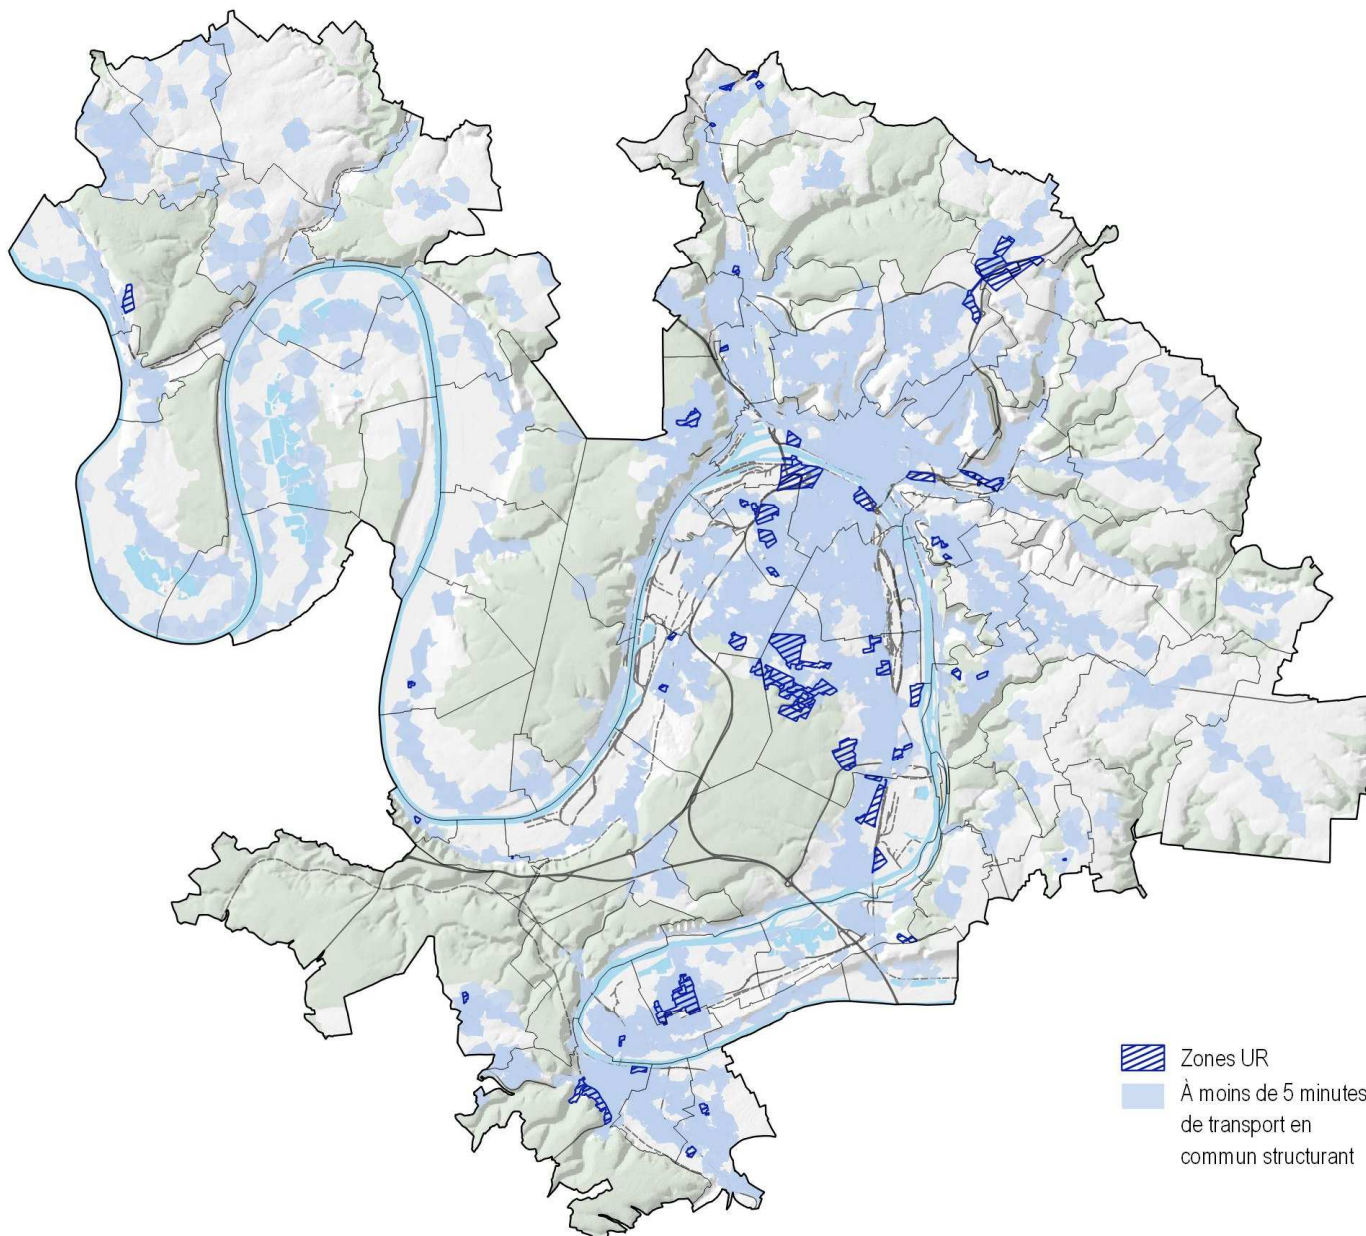 Zones UR
À moins de 5 minutes
de transport en
commun structurant